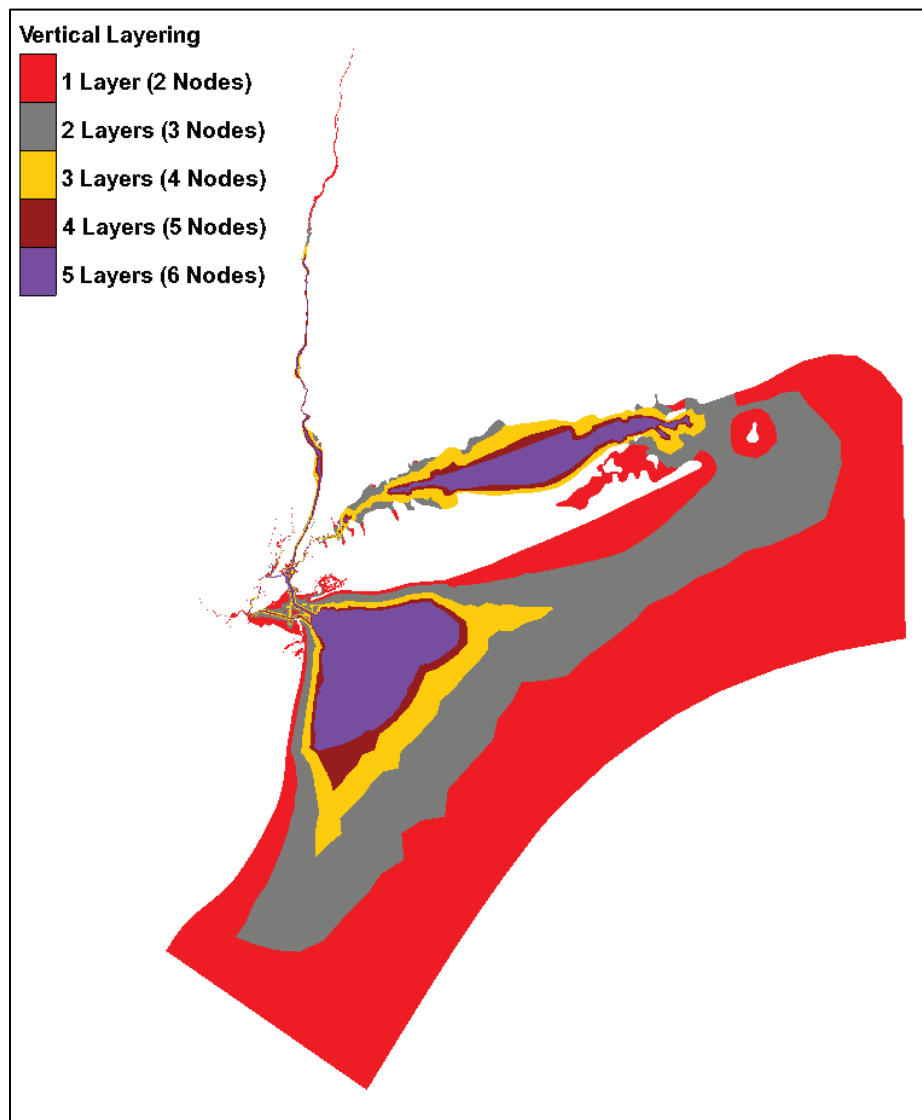 Vertical Layering
1 Layer (2 Nodes)
2 Layers (3 Nodes)
3 Layers (4 Nodes)
4 Layers (5 Nodes)
5 Layers (6 Nodes)